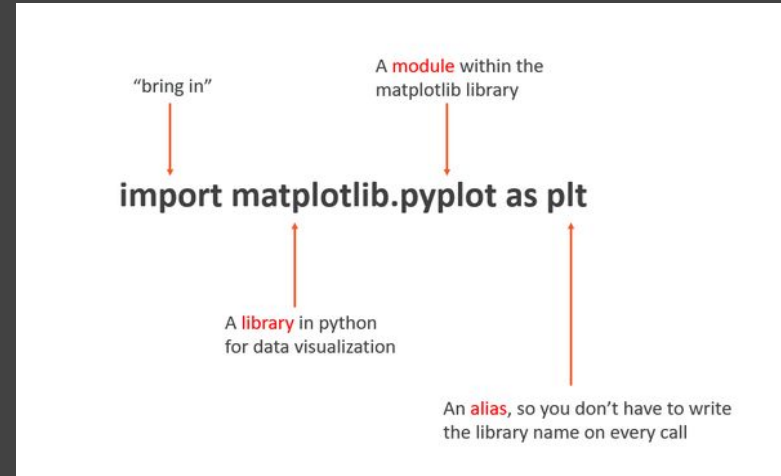 “bring in”
A module within the
matplotlib library
import matplotlib.pyplot as plt
A library in python
for data visualization
An alias, so you don’t have to write
the library name on every call